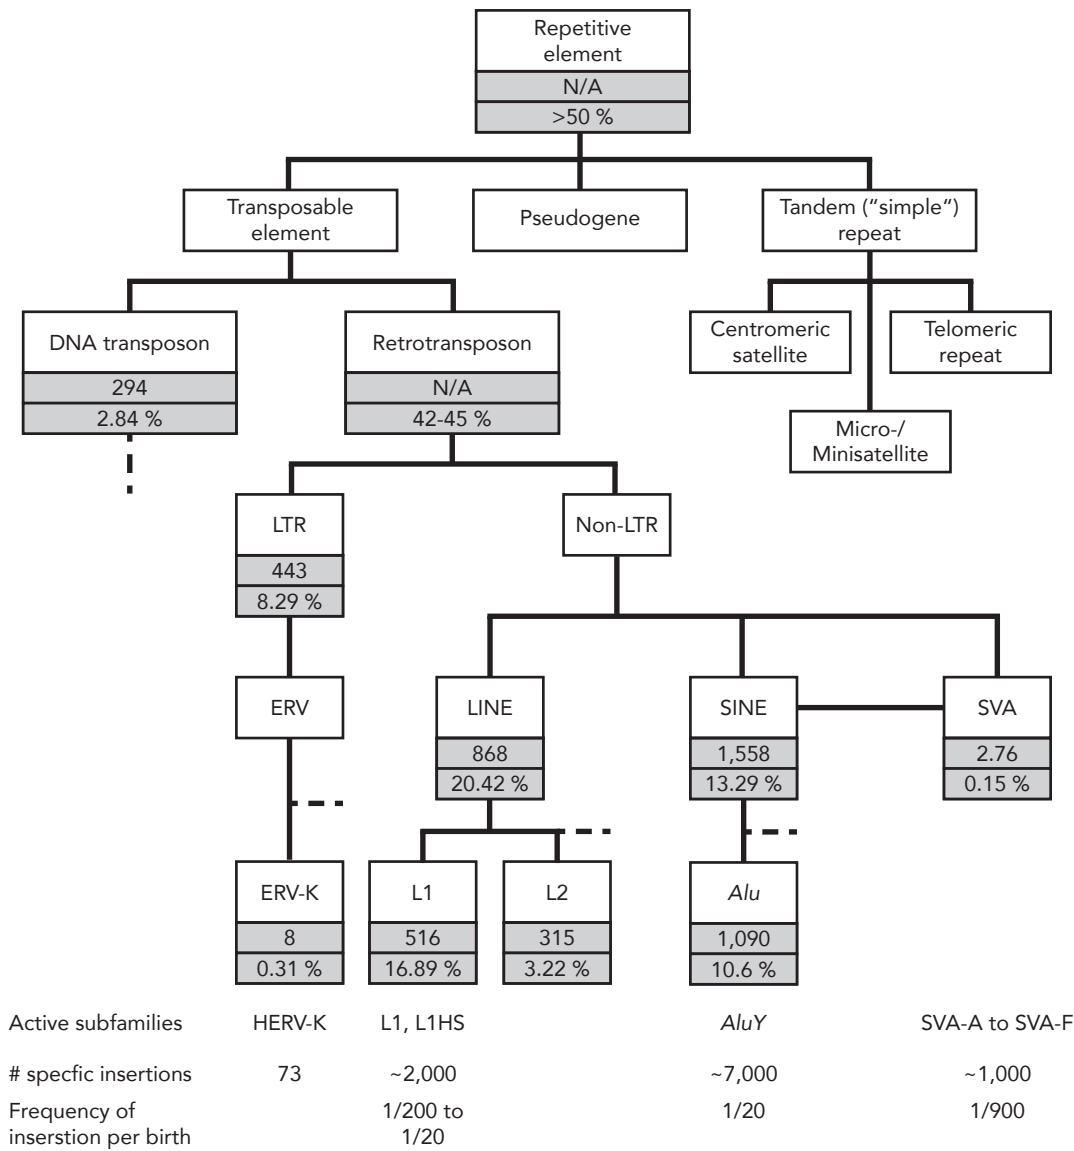 Repetitive
element
N/A
>50 %
Transposable
element
Pseudogene
Tandem (“simple“)
repeat
DNA transposon
294
2.84 %
Retrotransposon
N/A
42-45 %
Centromeric
satellite
Telomeric
repeat
Micro-/
Minisatellite
LTR
443
8.29 %
Non-LTR
ERV
LINE
868
20.42 %
SINE
1,558
13.29 %
SVA
2.76
0.15 %
ERV-K
8
0.31 %
L1
516
16.89 %
L2
315
3.22 %
Alu
1,090
10.6 %
Active subfamilies HERV-K L1, L1HS AluY SVA-A to SVA-F
# specfic insertions 73 ~2,000 ~7,000 ~1,000
Frequency of 1/200 to 1/20 1/900
inserstion per birth 1/20